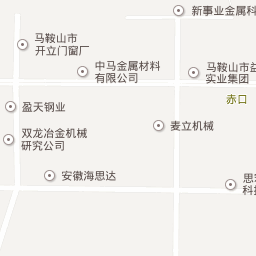 新事业金属科
马鞍山市
开立门窗厂
中马金属材料
有限公司
马鞍山市益
实业集团
赤口
盈天钢业
麦立机械
双龙冶金机械
研究公司
安徽海思达
思宏
科技